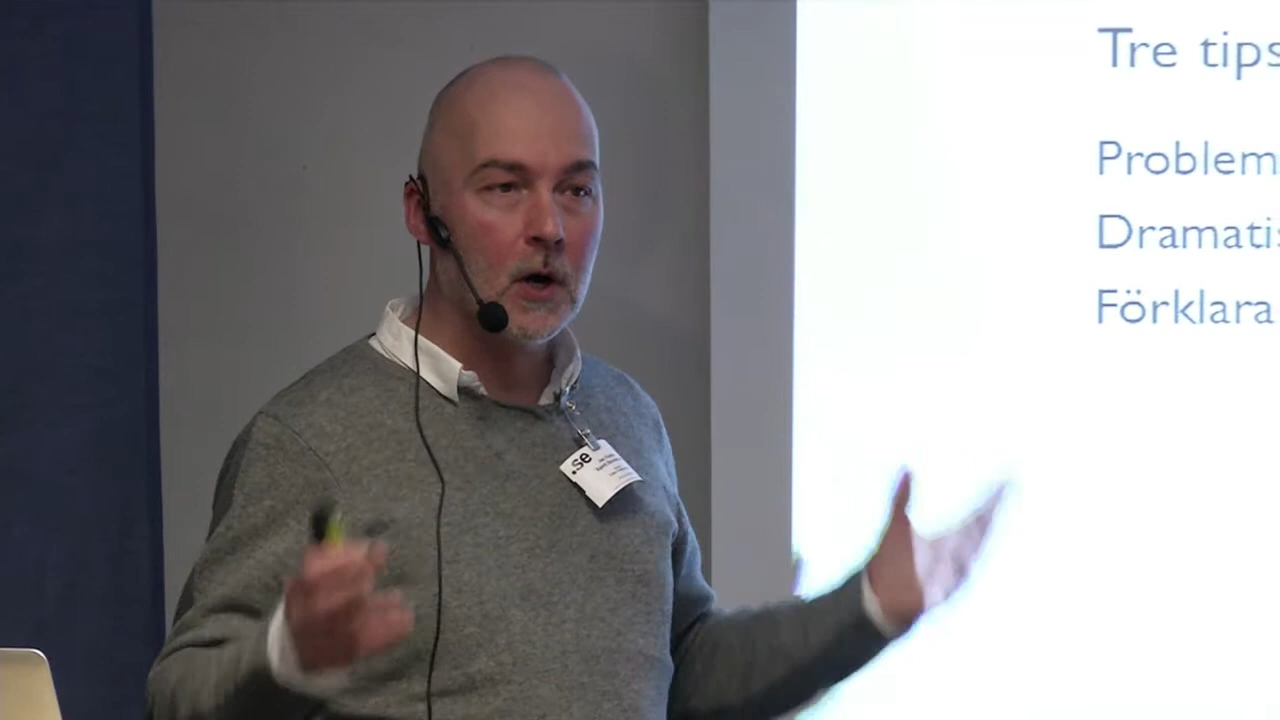 Tre tips
Problem
Dramatis
Förklara
.se